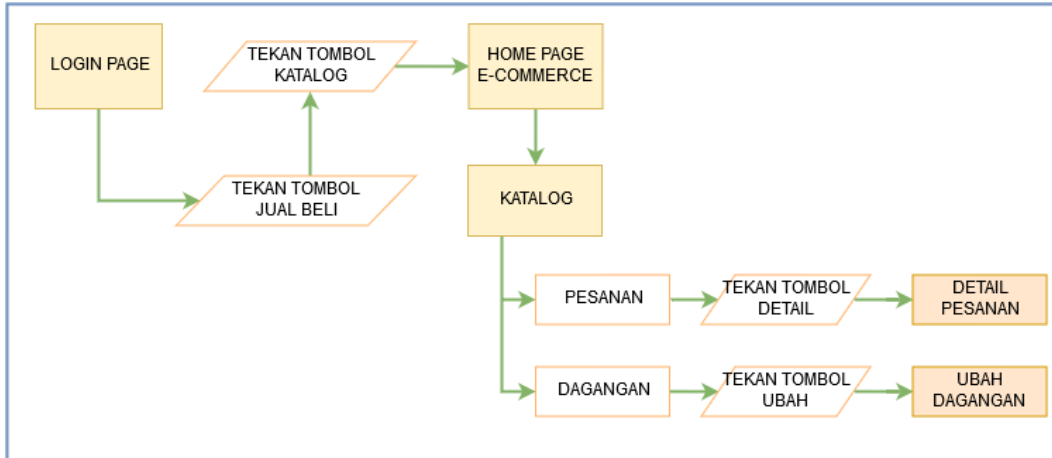 LOGIN PAGE
TEKAN TOMBOL
KATALOG
HOME PAGE
E-COMMERCE
TEKAN TOMBOL
JUAL BELI
KATALOG
PESANAN
TEKAN TOMBOL
DETAIL
DETAIL
PESANAN
DAGANGAN
TEKAN TOMBOL
UBAH
UBAH
DAGANGAN